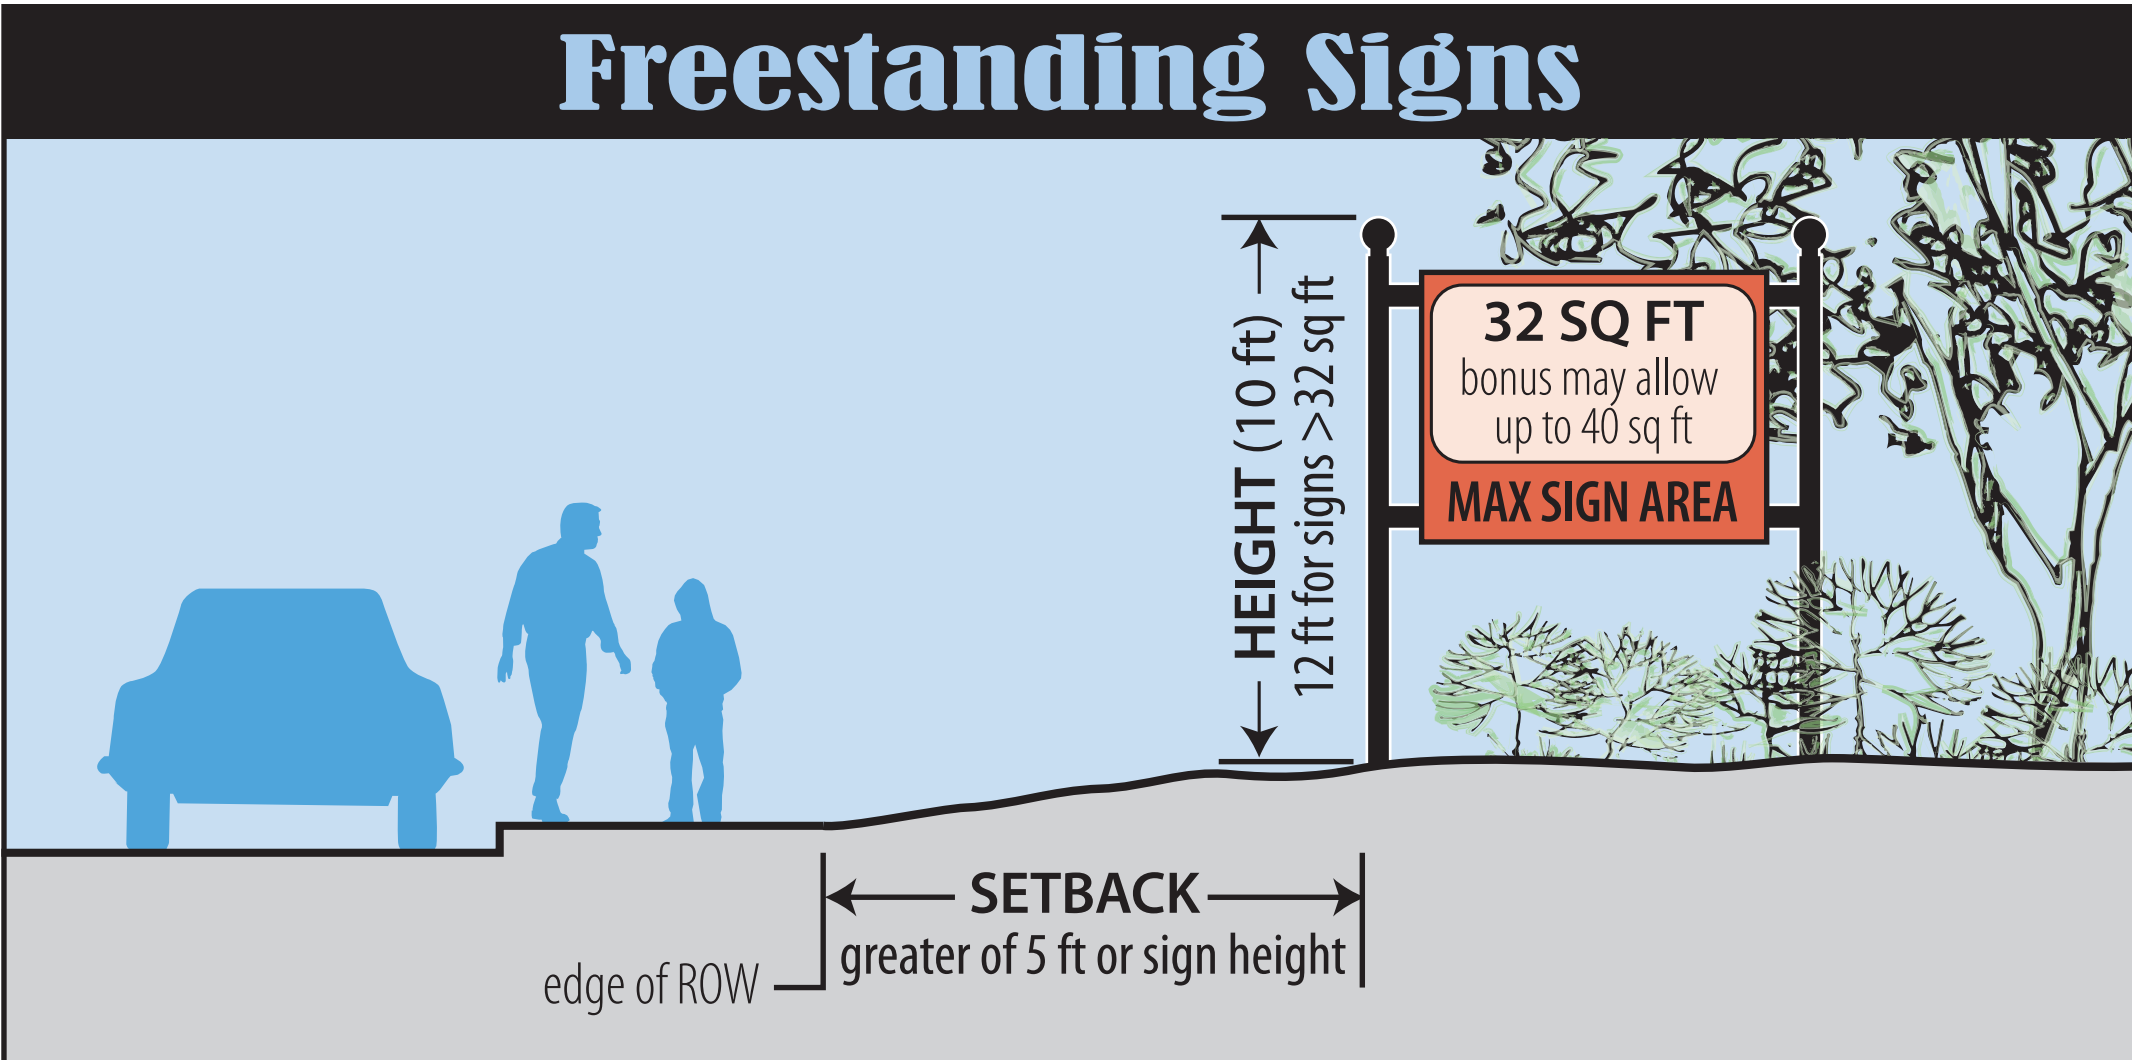 Freestanding Signs
HEIGHT (10 ft)
12 ft for signs >32 sq ft
32 SQ FT
bonus may allow
up to 40 sq ft
MAX SIGN AREA
SETBACK
greater of 5 ft or sign height
edge of ROW